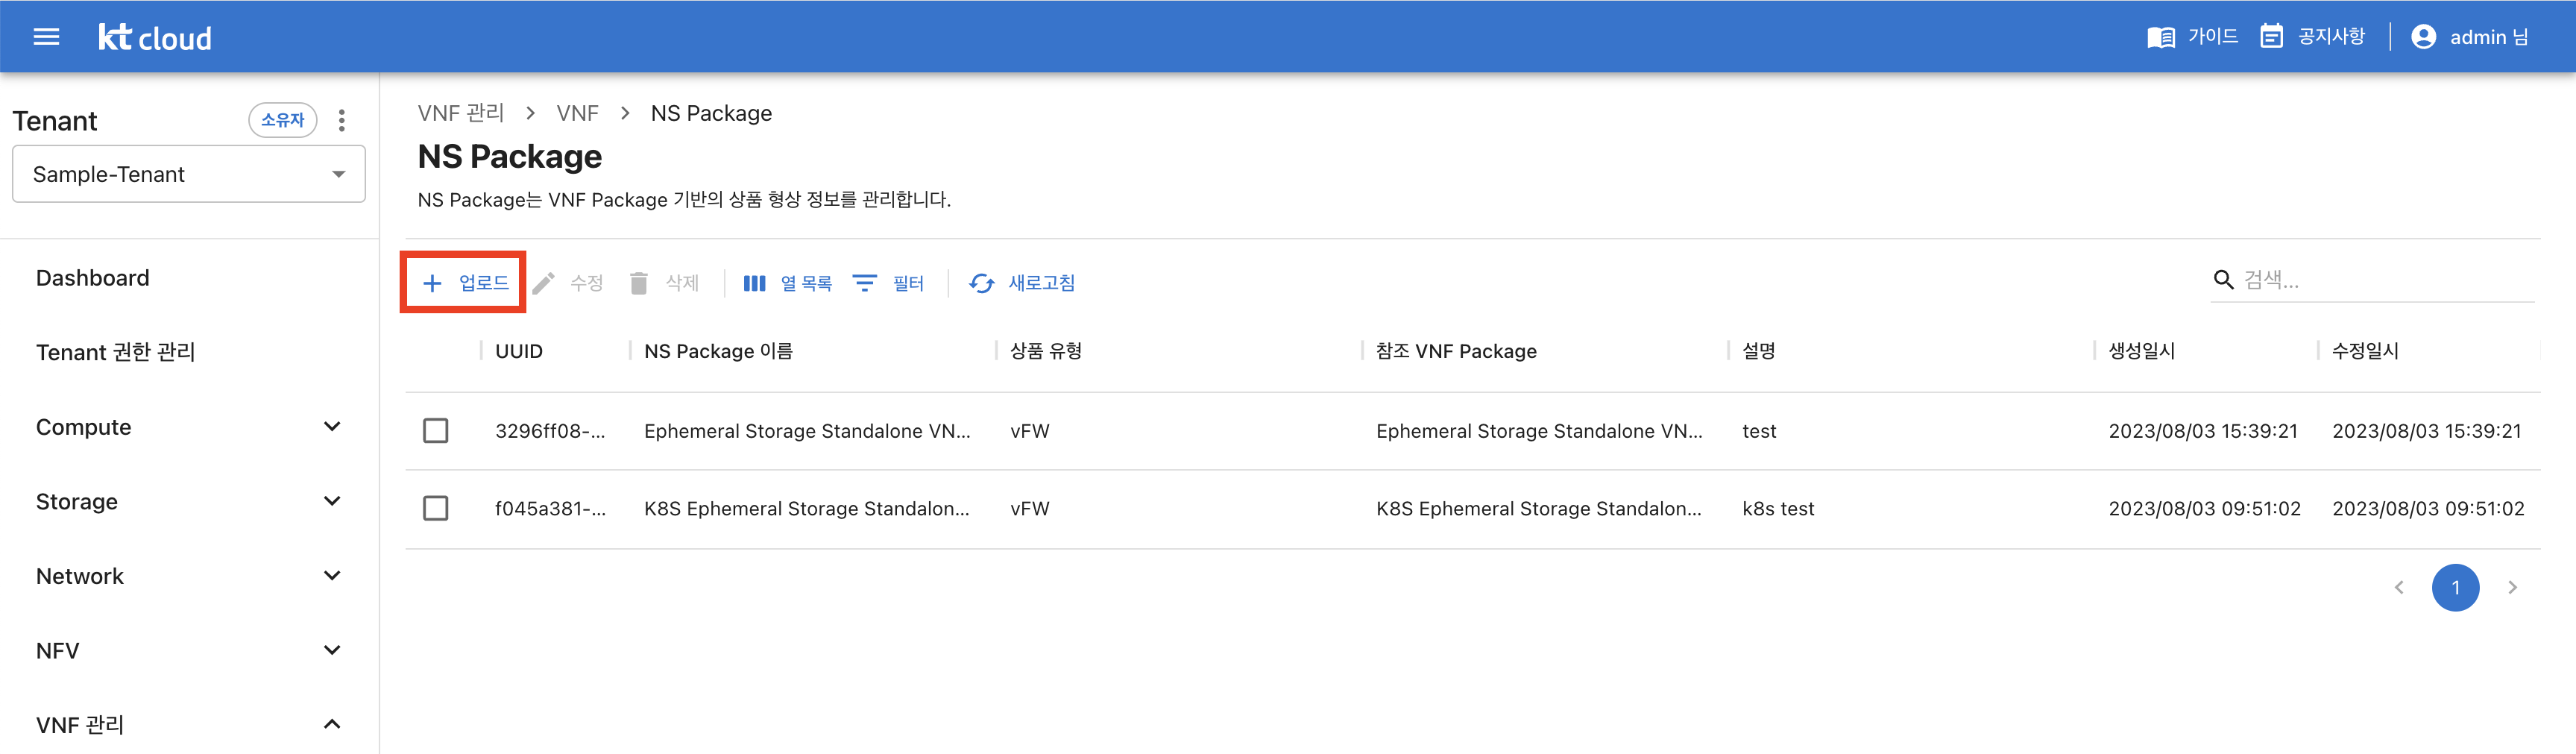 kt cloud
가이드 공지사항 admin 님
Tenant 소유자
Sample-Tenant
Dashboard
Tenant 권한 관리
Compute
Storage
Network
NFV
VNF 관리
VNF 관리 > VNF > NS Package
NS Package
NS Package는 VNF Package 기반의 상품 형상 정보를 관리합니다.
+ 업로드 수정 삭제 열 목록 필터 새로고침 검색...
UUID NS Package 이름 상품 유형 참조 VNF Package 설명 생성일시 수정일시
3296ff08-... Ephemeral Storage Standalone VN... vFW Ephemeral Storage Standalone VN... test 2023/08/03 15:39:21 2023/08/03 15:39:21
f045a381-... K8S Ephemeral Storage Standalon... vFW K8S Ephemeral Storage Standalon... k8s test 2023/08/03 09:51:02 2023/08/03 09:51:02
< 1 >